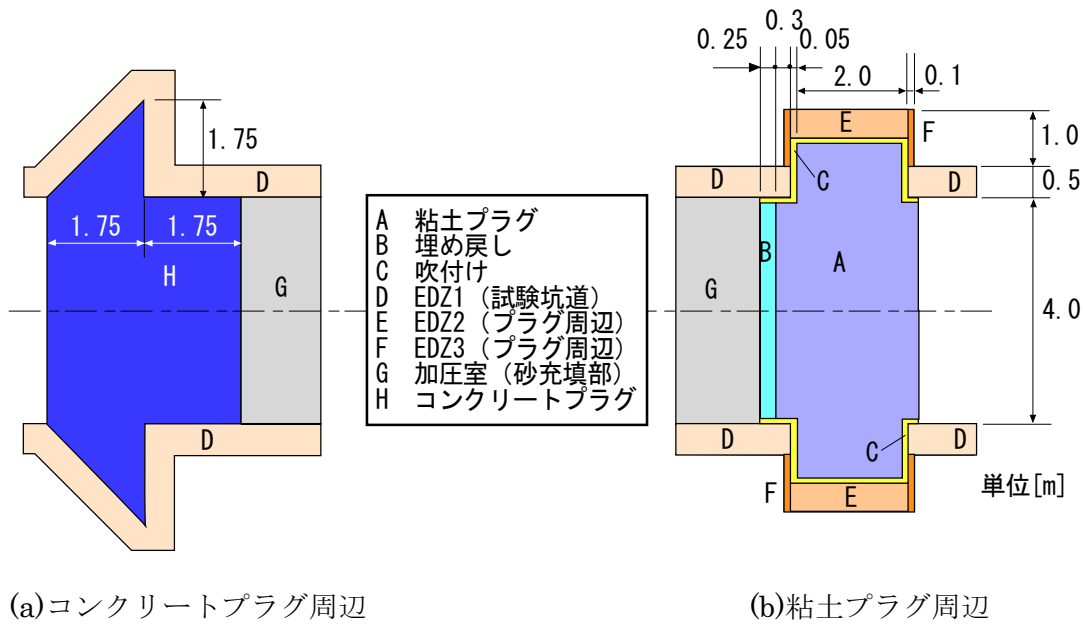 0.3
0.25 0.05
2.0 0.1
1.75
1.75 1.75
D
H
G
D
A 粘土プラグ
B 埋め戻し
C 吹付け
D EDZ1 (試験坑道)
E EDZ2 (プラグ周辺)
F EDZ3 (プラグ周辺)
G 加圧室 (砂充填部)
H コンクリートプラグ
E
F
1.0
D
C
D
0.5
B
A
G
4.0
D
C
D
F
E
単位[m]
(a)コンクリートプラグ周辺
(b)粘土プラグ周辺